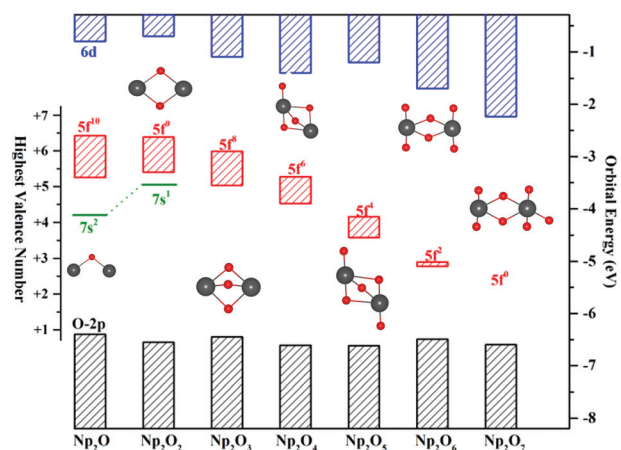 6d
-1
-2
-3
-4
-5
-6
-7
-8
Orbital Energy (eV)
+7
+6
+5
+4
+3
+2
+1
Highest Valence Number
5f¹⁰
5f⁹
5f⁸
5f⁶
5f⁴
5f²
5f⁰
7s²
7s¹
O-2p
Np₂O
Np₂O₂
Np₂O₃
Np₂O₄
Np₂O₅
Np₂O₆
Np₂O₇